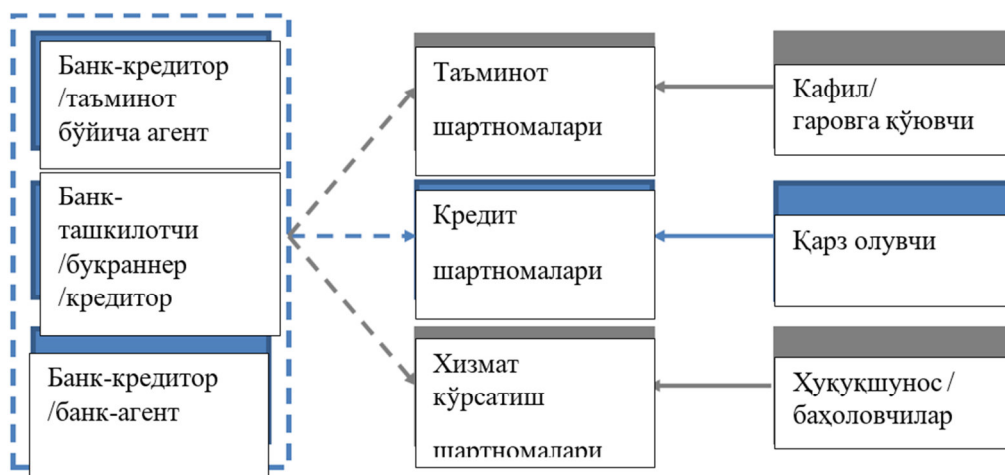 Банк-кредитор
/таъминот
бўйича агент
Банк-
ташкилотчи
/букраннер
/кредитор
Банк-кредитор
/банк-агент
Таъминот
шартномалари
Кредит
шартномалари
Хизмат
кўрсатиш
шартномалари
Кафил/
гаровга қўювчи
Қарз олувчи
Ҳуқуқшунос /
баҳоловчилар